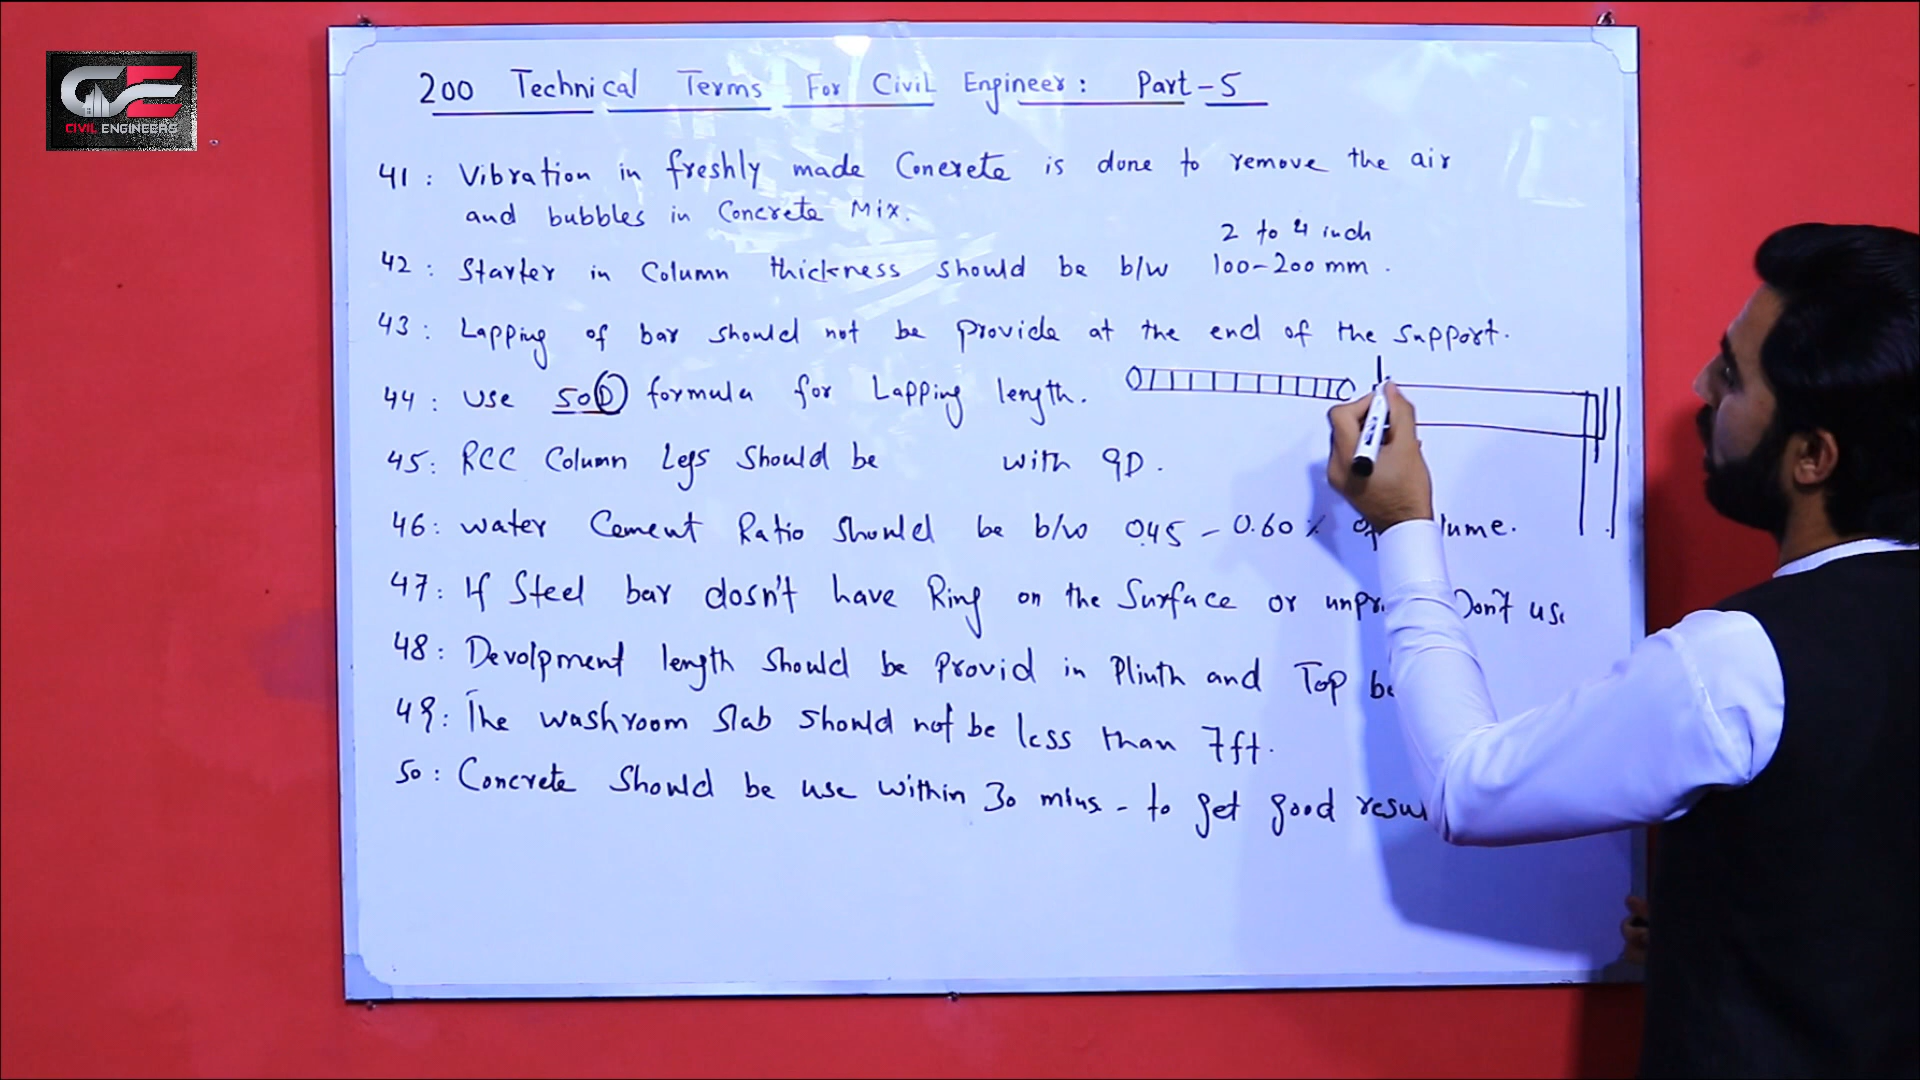 CIVIL ENGINEERS
200 Technical Terms For Civil Engineer: Part-5
41: Vibration in freshly made Concrete is done to remove the air
and bubbles in Concrete Mix.
2 to 4 inch
42: Starter in Column thickness should be b/w 100-200 mm.
43: Lapping of bar should not be provide at the end of the support.
44: Use 50D formula for Lapping length.
45: RCC Column Legs Should be with 9D.
46: water Cement Ratio Should be b/w 0.45 - 0.60%
47: If Steel bar dosn't have Ring on the Surface or Don't use
48: Devolpment length Should be Provid in Plinth and Top
49: The washroom Slab Should not be less than 7ft.
50: Concrete Should be use within 30 mins - to get good